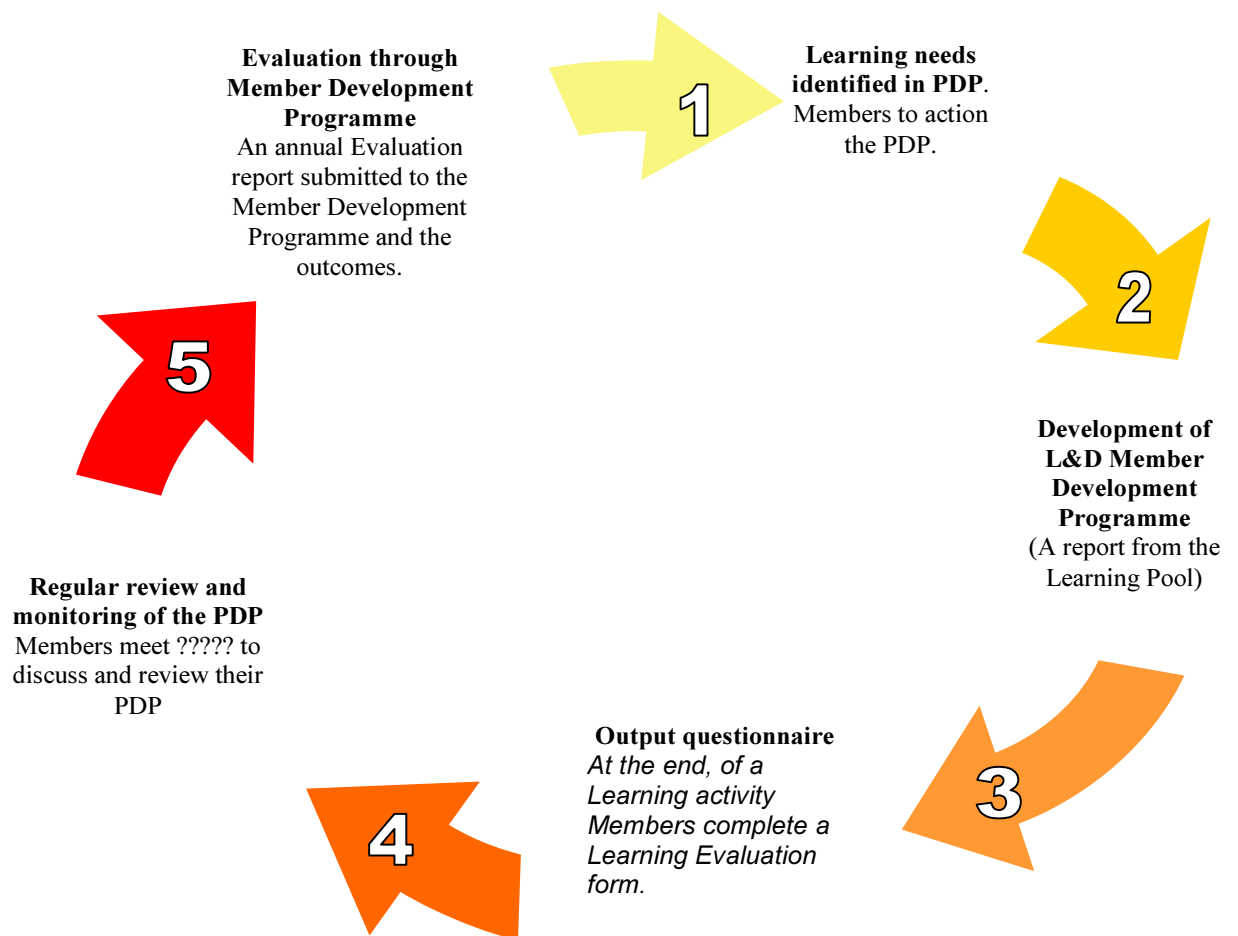 Evaluation through
Member Development
Programme
An annual Evaluation
report submitted to the
Member Development
Programme and the
outcomes.
1
Learning needs
identified in PDP.
Members to action
the PDP.
2
Development of
L&D Member
Development
Programme
(A report from the
Learning Pool)
3
Output questionnaire
At the end, of a
Learning activity
Members complete a
Learning Evaluation
form.
4
Regular review and
monitoring of the PDP
Members meet ????? to
discuss and review their
PDP
5